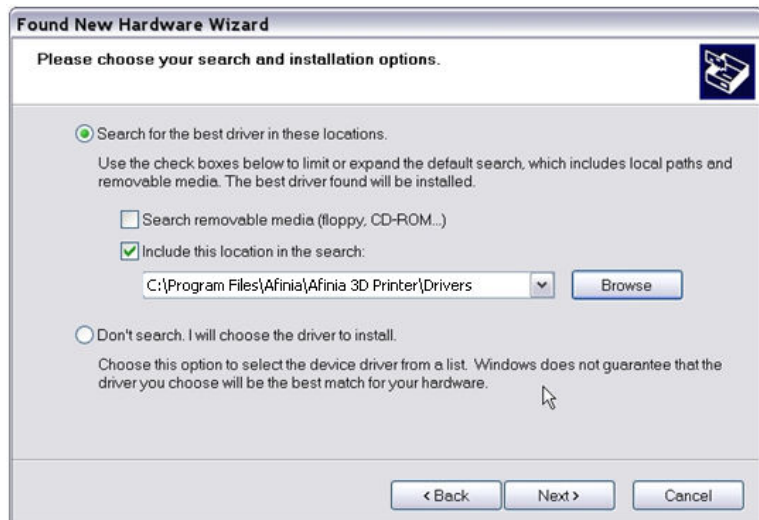 Found New Hardware Wizard
Please choose your search and installation options.
Search for the best driver in these locations.
Use the check boxes below to limit or expand the default search, which includes local paths and
removable media. The best driver found will be installed.
Search removable media (floppy, CD-ROM...)
Include this location in the search:
C:\Program Files\Afinia\Afinia 3D Printer\Drivers
Browse
Don't search. I will choose the driver to install.
Choose this option to select the device driver from a list. Windows does not guarantee that the
driver you choose will be the best match for your hardware.
< Back
Next >
Cancel